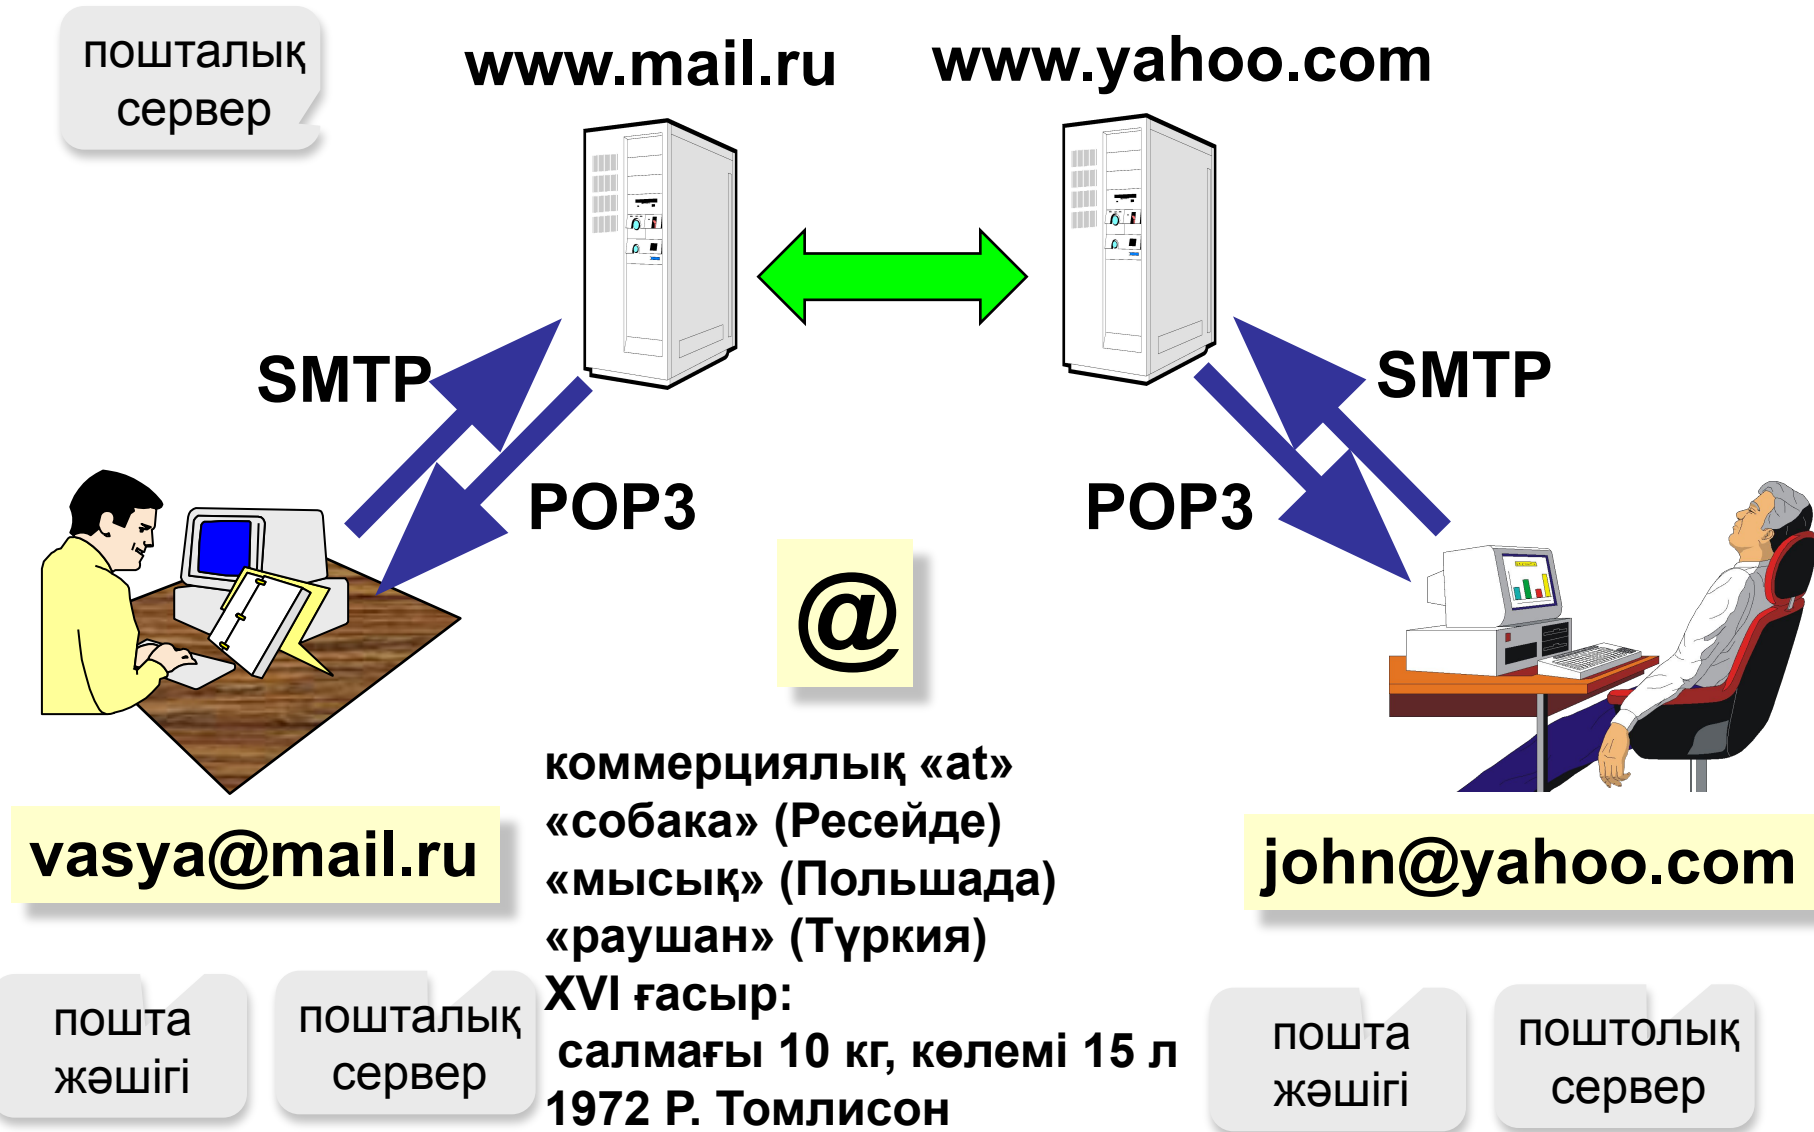 пошталық
сервер
www.mail.ru
www.yahoo.com
SMTP
SMTP
POP3
POP3
@
коммерциялық «at»
«собака» (Ресейде)
«мысық» (Польшада)
«раушан» (Түркия)
XVI ғасыр:
салмағы 10 кг, көлемі 15 л
1972 Р. Томлисон
vasya@mail.ru
john@yahoo.com
пошта
жәшігі
пошталық
сервер
пошта
жәшігі
поштолық
сервер